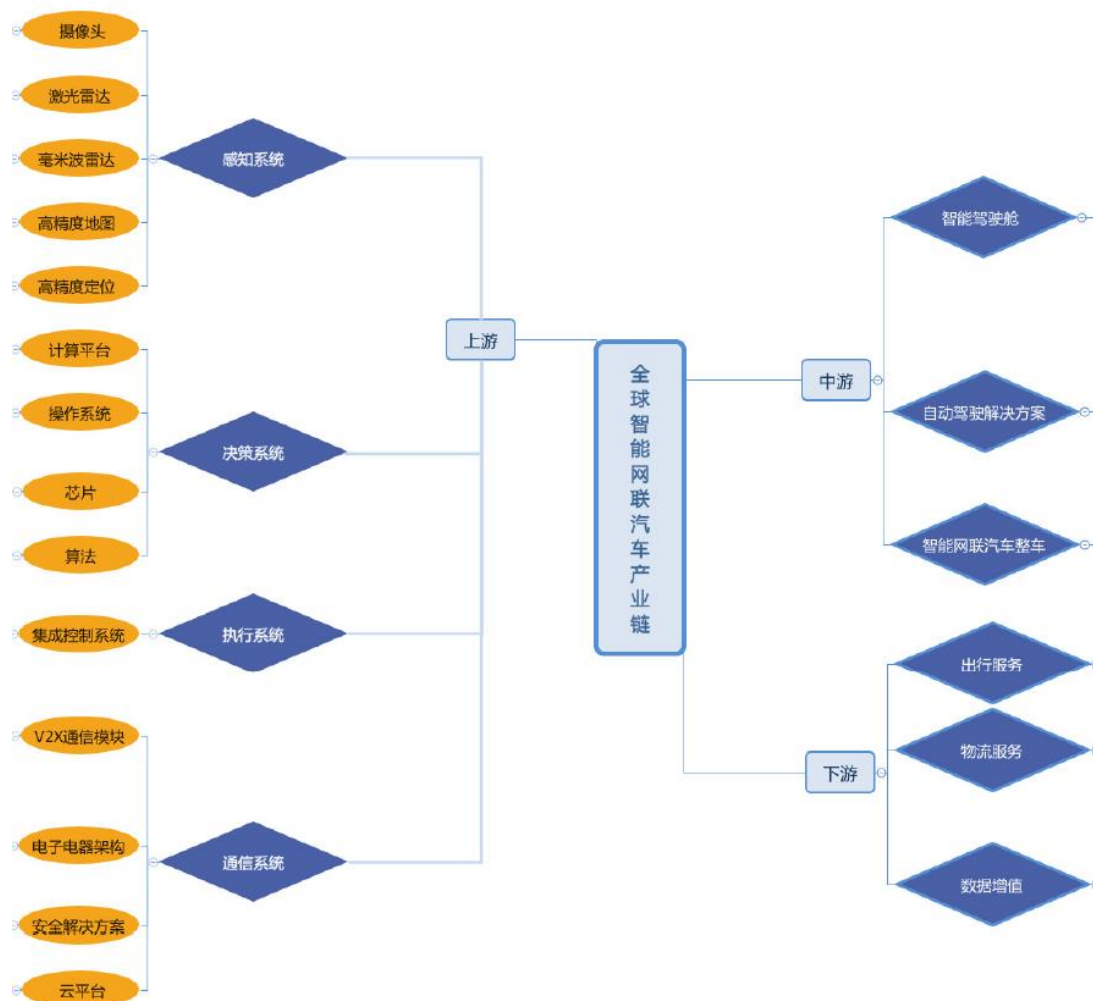 摄像头
激光雷达
毫米波雷达
高精度地图
高精度定位
感知系统
计算平台
操作系统
芯片
算法
决策系统
集成控制系统
执行系统
V2X通信模块
电子电器架构
安全解决方案
云平台
通信系统
上游
全球智能网联汽车产业链
中游
智能驾驶舱
自动驾驶解决方案
智能网联汽车整车
下游
出行服务
物流服务
数据增值